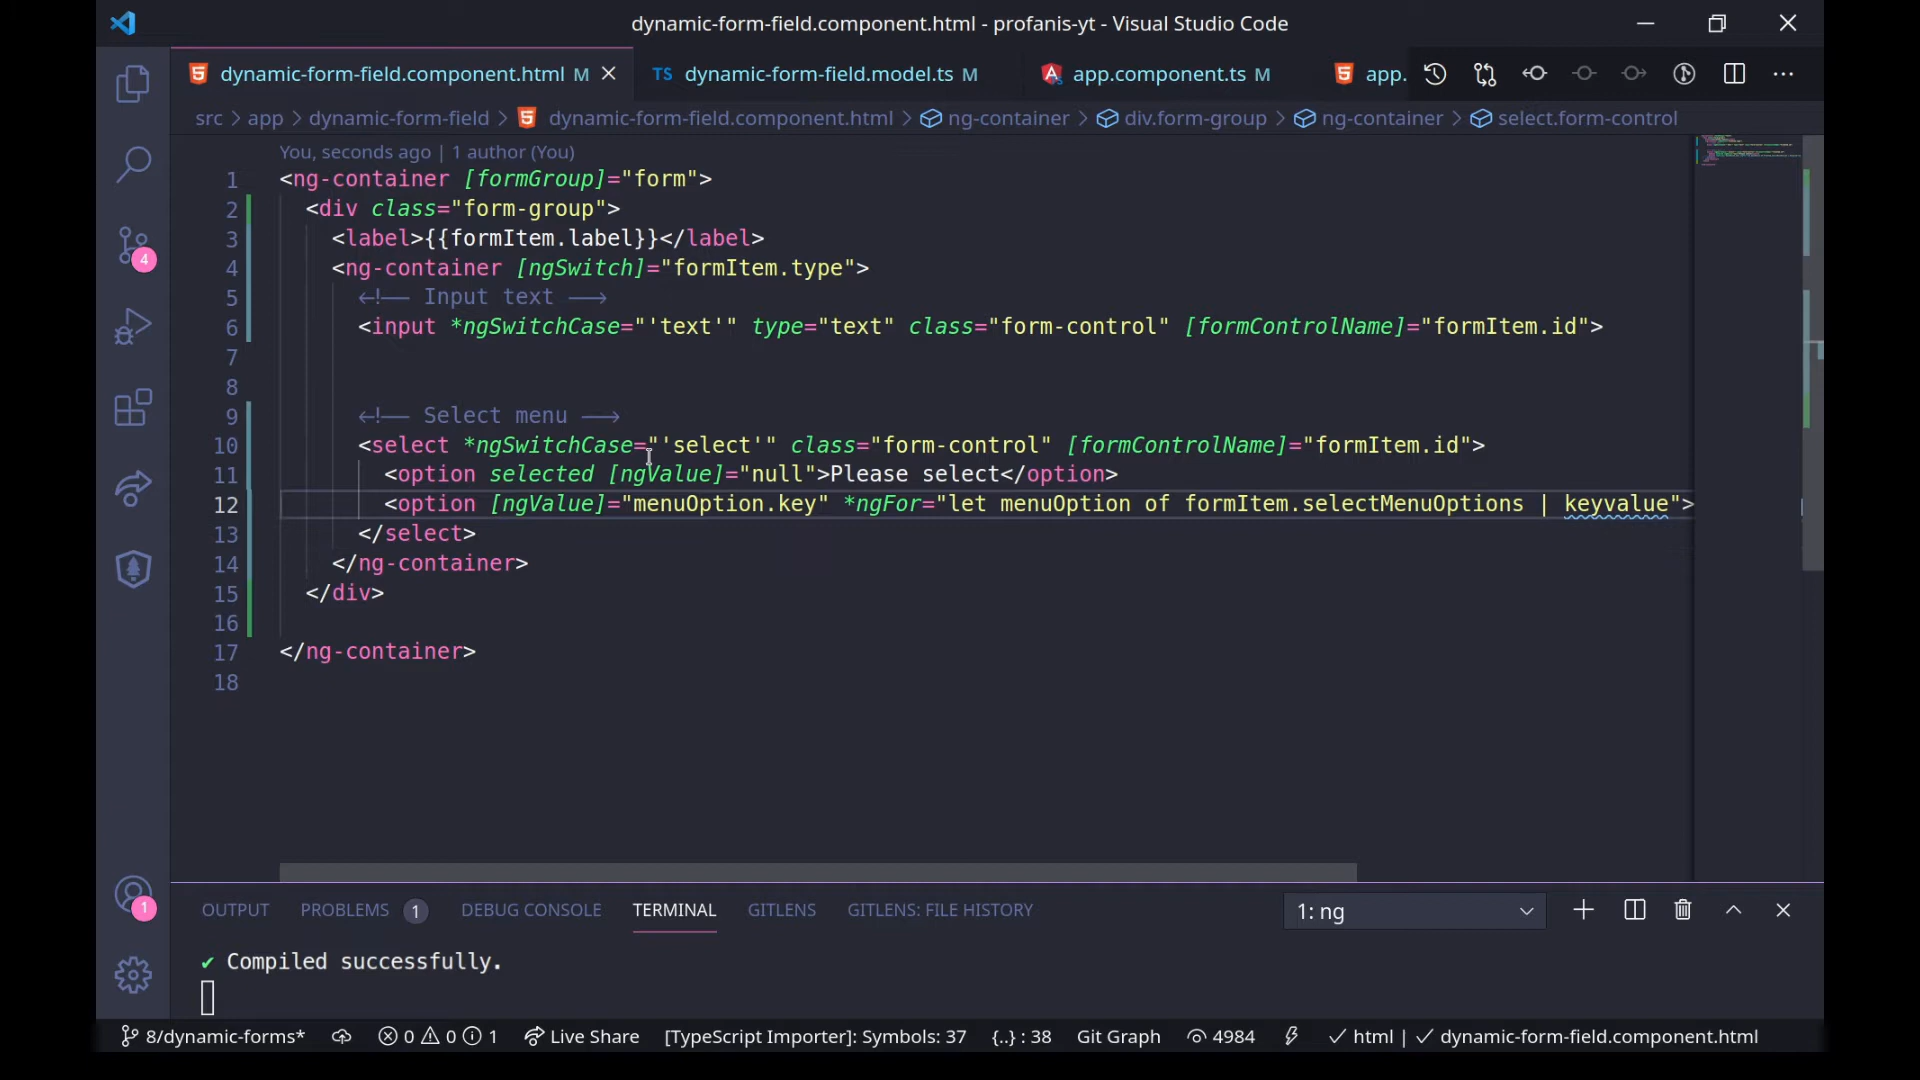 dynamic-form-field.component.html - profanis-yt - Visual Studio Code
dynamic-form-field.component.html M
TS dynamic-form-field.model.ts M
app.component.ts M
app.
src > app > dynamic-form-field > dynamic-form-field.component.html > ng-container > div.form-group > ng-container > select.form-control
You, seconds ago | 1 author (You)
1 <ng-container [formGroup]="form">
2 <div class="form-group">
3 <label>{{formItem.label}}</label>
4 <ng-container [ngSwitch]="formItem.type">
5 <!-- Input text -->
6 <input *ngSwitchCase="'text'" type="text" class="form-control" [formControlName]="formItem.id">
7
8
9 <!-- Select menu -->
10 <select *ngSwitchCase="'select'" class="form-control" [formControlName]="formItem.id">
11 <option selected [ngValue]="null">Please select</option>
12 <option [ngValue]="menuOption.key" *ngFor="let menuOption of formItem.selectMenuOptions | keyvalue">
13 </select>
14 </ng-container>
15 </div>
16
17 </ng-container>
18
4
1
OUTPUT PROBLEMS 1 DEBUG CONSOLE TERMINAL GITLENS GITLENS: FILE HISTORY 1: ng
✔ Compiled successfully.
8/dynamic-forms* 0 0 1 Live Share [TypeScript Importer]: Symbols: 37 {..} : 38 Git Graph 4984 ✓ html | ✓ dynamic-form-field.component.html